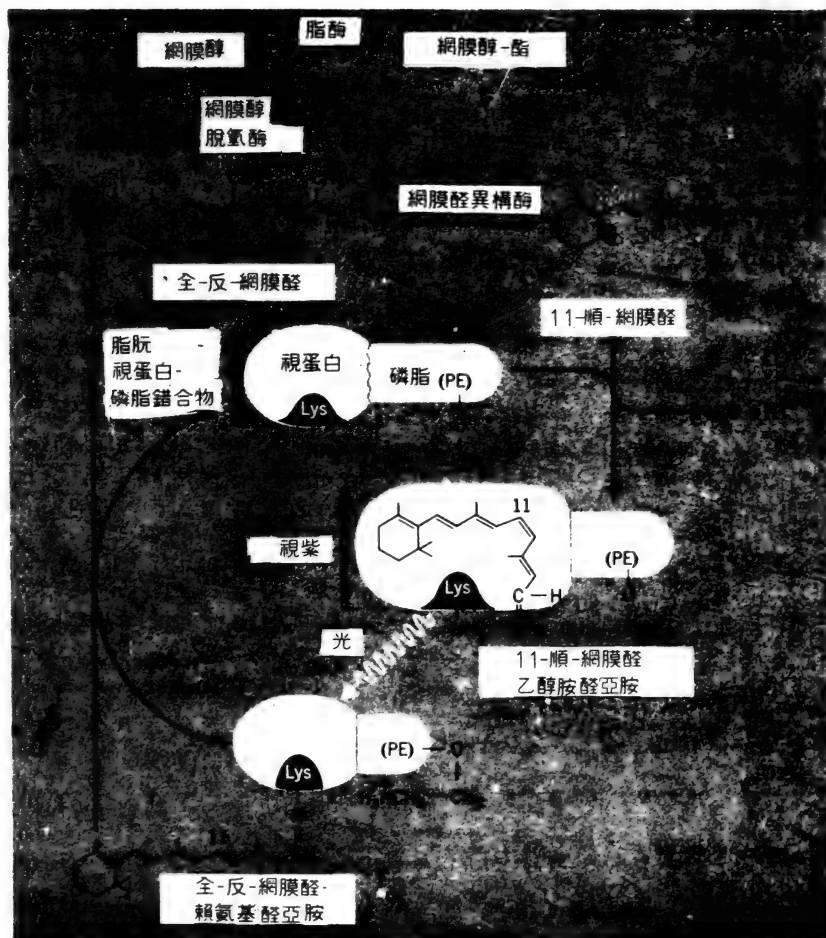 脂酶
網膜醇
網膜醇-酯
網膜醇
脫氫酶
網膜醛異構酶
全-反-網膜醛
11-順-網膜醛
脂朊
視蛋白-
磷脂鍇合物
視蛋白
磷脂 (PE)
Lys
11
視紫
(PE)
Lys
C—H
光
11-順-網膜醛
乙醇胺醛亞胺
(PE)
Lys
11
全-反-網膜醛-
賴氨基醛亞胺